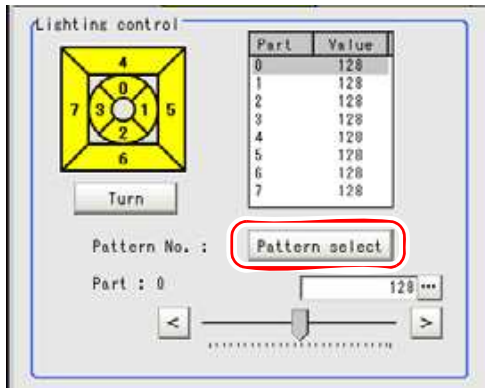 Lighting control
Part Value
0 128
1 128
2 128
3 128
4 128
5 128
6 128
7 128
4
0
7 3 1 5
2
6
Turn
Pattern No. : Pattern select
Part : 0 128 ...
< >